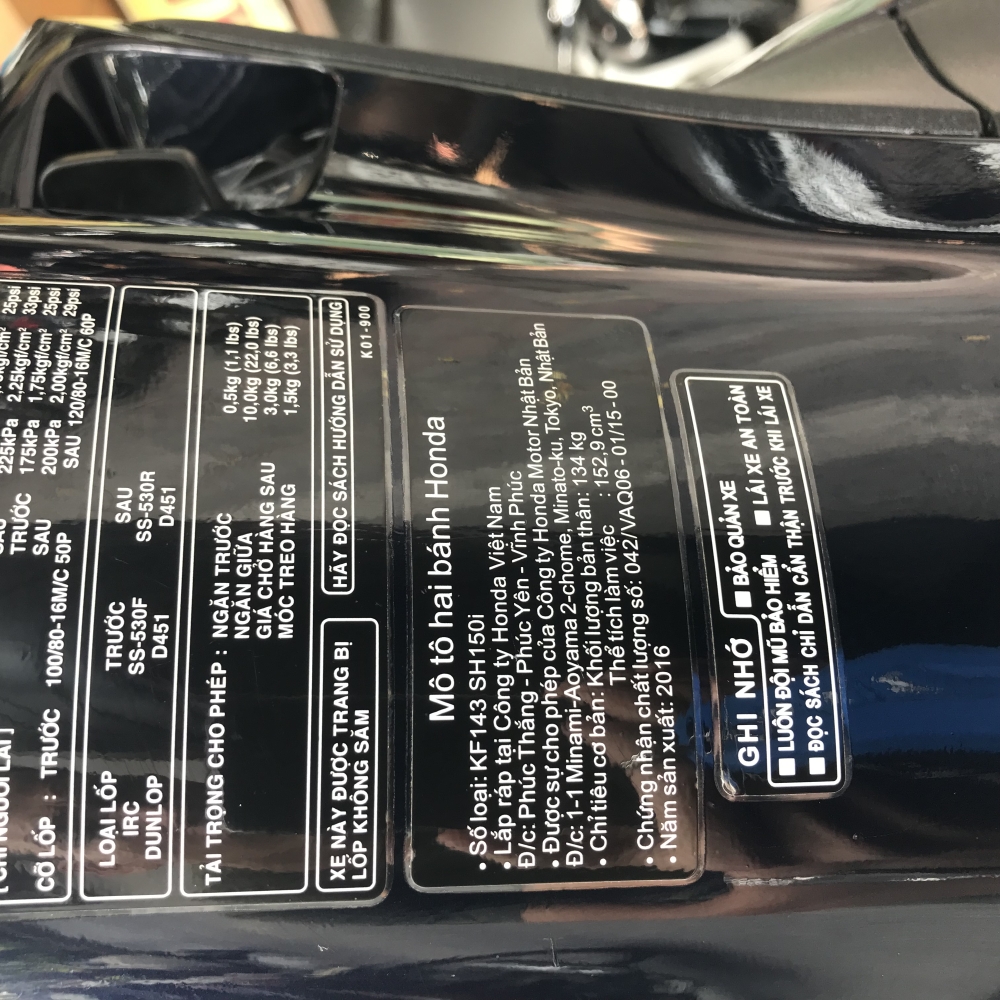 225kPa 2,25kgf/cm² 33psi
TRƯỚC 175kPa 1,75kgf/cm² 25psi
SAU 200kPa 2,00kgf/cm² 29psi
CỠ LỐP : TRƯỚC 100/80-16M/C 50P SAU 120/80-16M/C 60P
LOẠI LỐP TRƯỚC SAU
IRC SS-530F SS-530R
DUNLOP D451 D451
TẢI TRỌNG CHO PHÉP : NGĂN TRƯỚC 0,5kg (1,1 lbs)
NGĂN GIỮA 10,0kg (22,0 lbs)
GIÁ CHỞ HÀNG SAU 3,0kg (6,6 lbs)
MÓC TREO HÀNG 1,5kg (3,3 lbs)
XE NÀY ĐƯỢC TRANG BỊ
LỐP KHÔNG SĂM
HÃY ĐỌC SÁCH HƯỚNG DẪN SỬ DỤNG
K01-900
Mô tô hai bánh Honda
• Số loại: KF143 SH150i
• Lắp ráp tại Công ty Honda Việt Nam
Đ/c: Phúc Thắng - Phúc Yên - Vĩnh Phúc
• Được sự cho phép của Công ty Honda Motor Nhật Bản
Đ/c: 1-1 Minami-Aoyama 2-chome, Minato-ku, Tokyo, Nhật Bản
• Chỉ tiêu cơ bản: Khối lượng bản thân: 134 kg
Thể tích làm việc : 152,9 cm³
• Chứng nhận chất lượng số: 042/VAQ06 - 01/15 - 00
• Năm sản xuất: 2016
GHI NHỚ
■ BẢO QUẢN XE
■ LUÔN ĐỘI MŨ BẢO HIỂM ■ LÁI XE AN TOÀN
■ ĐỌC SÁCH CHỈ DẪN CẨN THẬN TRƯỚC KHI LÁI XE